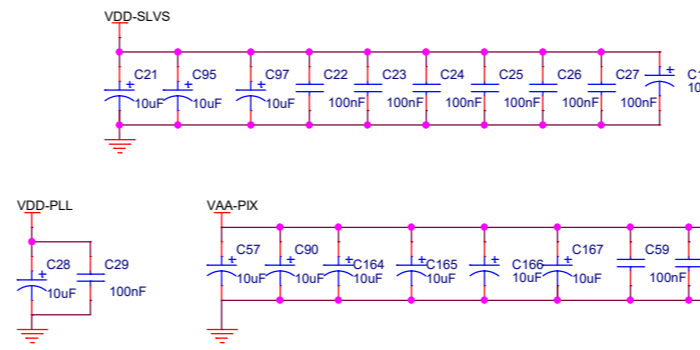 VDD-SLVS
C21 C95 C97 C22 C23 C24 C25 C26 C27
10uF 10uF 10uF 100nF 100nF 100nF 100nF 100nF 100nF
VDD-PLL VAA-PIX
C28 C29 C57 C90 C164 C165 C166 C167 C59
10uF 100nF 10uF 10uF 10uF 10uF 10uF 10uF 100nF